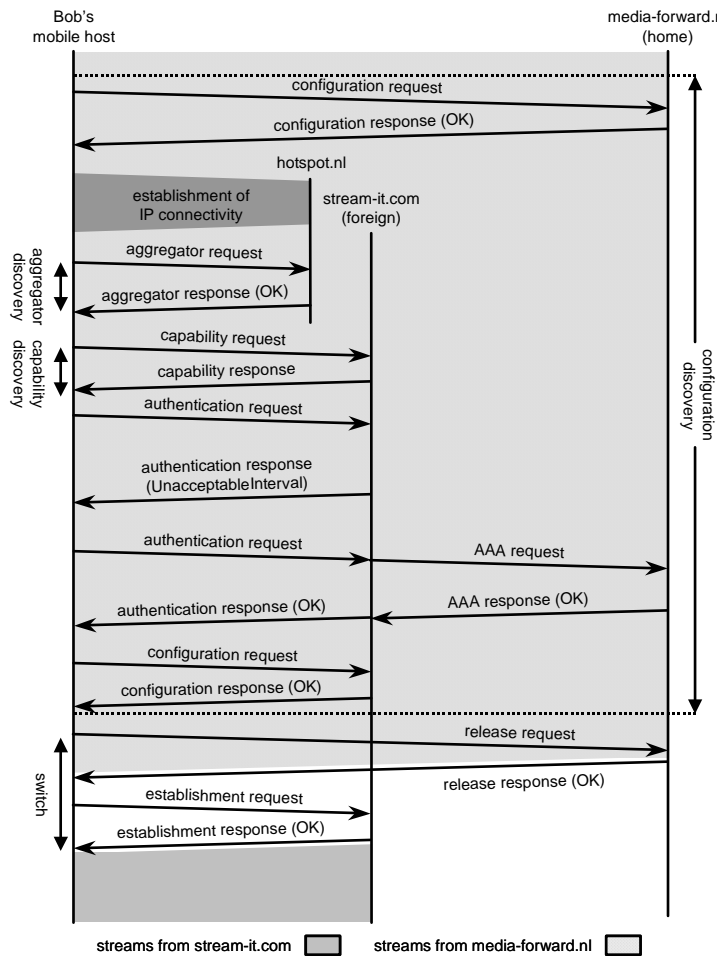 Bob's
mobile host
media-forward.n
(home)
configuration request
configuration response (OK)
hotspot.nl
establishment of
IP connectivity
stream-it.com
(foreign)
aggregator request
aggregator response (OK)
aggregator
discovery
capability request
capability response
capability
discovery
authentication request
authentication response
(UnacceptableInterval)
authentication request
AAA request
authentication response (OK)
AAA response (OK)
configuration request
configuration response (OK)
configuration
discovery
release request
release response (OK)
establishment request
establishment response (OK)
switch
streams from stream-it.com
streams from media-forward.nl